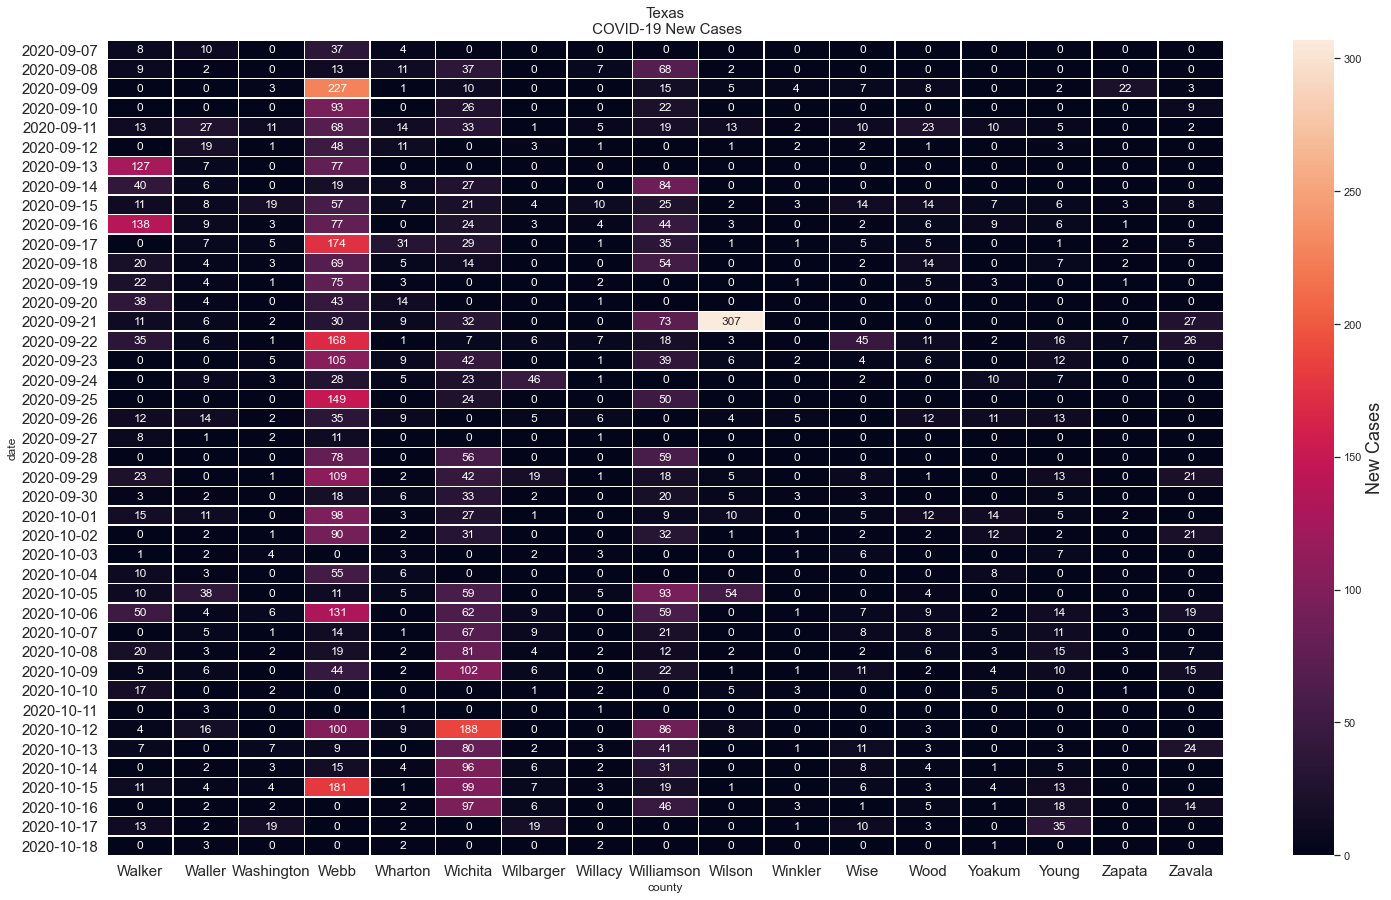 Texas
COVID-19 New Cases
2020-09-07 8 10 0 37 4 0 0 0 0 0 0 0 0 0 0 0 0
2020-09-08 9 2 0 13 11 37 0 7 68 2 0 0 0 0 0 0 0
2020-09-09 0 0 3 227 1 10 0 0 15 5 4 7 8 0 2 22 3
2020-09-10 0 0 0 93 0 26 0 0 22 0 0 0 0 0 0 0 9
2020-09-11 13 27 11 68 14 33 1 5 19 13 2 10 23 10 5 0 2
2020-09-12 0 19 1 48 11 0 3 1 0 1 2 2 1 0 3 0 0
2020-09-13 127 7 0 77 0 0 0 0 0 0 0 0 0 0 0 0 0
2020-09-14 40 6 0 19 8 27 0 0 84 0 0 0 0 0 0 0 0
2020-09-15 11 8 19 57 7 21 4 10 25 2 3 14 14 7 6 3 8
2020-09-16 138 9 3 77 0 24 3 4 44 3 0 2 6 9 6 1 0
2020-09-17 0 7 5 174 31 29 0 1 35 1 1 5 5 0 1 2 5
2020-09-18 20 4 3 69 5 14 0 0 54 0 0 2 14 0 7 2 0
2020-09-19 22 4 1 75 3 0 0 2 0 0 1 0 5 3 0 1 0
2020-09-20 38 4 0 43 14 0 0 1 0 0 0 0 0 0 0 0 0
2020-09-21 11 6 2 30 9 32 0 0 73 307 0 0 0 0 0 0 27
2020-09-22 35 6 1 168 1 7 6 7 18 3 0 45 11 2 16 7 26
2020-09-23 0 0 5 105 9 42 0 1 39 6 2 4 6 0 12 0 0
2020-09-24 0 9 3 28 5 23 46 1 0 0 0 2 0 10 7 0 0
2020-09-25 0 0 0 149 0 24 0 0 50 0 0 0 0 0 0 0 0
2020-09-26 12 14 2 35 9 0 5 6 0 4 5 0 12 11 13 0 0
2020-09-27 8 1 2 11 0 0 0 1 0 0 0 0 0 0 0 0 0
2020-09-28 0 0 0 78 0 56 0 0 59 0 0 0 0 0 0 0 0
2020-09-29 23 0 1 109 2 42 19 1 18 5 0 8 1 0 13 0 21
2020-09-30 3 2 0 18 6 33 2 0 20 5 3 3 0 0 5 0 0
2020-10-01 15 11 0 98 3 27 1 0 9 10 0 5 12 14 5 2 0
2020-10-02 0 2 1 90 2 31 0 0 32 1 1 2 2 12 2 0 21
2020-10-03 1 2 4 0 3 0 2 3 0 0 2 6 0 0 7 0 0
2020-10-04 10 3 0 55 6 0 0 0 0 0 0 0 0 8 0 0 0
2020-10-05 10 38 0 11 5 59 0 5 93 54 0 0 4 0 0 0 0
2020-10-06 50 4 6 131 0 62 9 0 59 0 1 7 9 2 14 3 19
2020-10-07 0 5 1 14 1 67 9 0 21 0 0 8 8 5 11 0 0
2020-10-08 20 3 2 19 2 81 4 2 12 2 0 2 6 3 15 3 7
2020-10-09 5 6 0 44 2 102 6 0 22 1 1 11 2 4 10 0 15
2020-10-10 17 0 2 0 0 0 1 2 0 5 3 0 0 5 0 1 0
2020-10-11 0 3 0 0 1 0 0 1 0 0 0 0 0 0 0 0 0
2020-10-12 4 16 0 100 9 188 0 0 86 8 0 0 3 0 0 0 0
2020-10-13 7 0 7 9 0 80 2 3 41 0 1 11 3 0 3 0 24
2020-10-14 0 2 3 15 4 96 6 2 31 0 0 8 4 1 5 0 0
2020-10-15 11 4 4 181 1 99 7 3 19 1 0 6 3 4 13 0 0
2020-10-16 0 2 2 0 2 97 6 0 46 0 3 1 5 1 18 0 14
2020-10-17 13 2 19 0 2 0 19 0 0 0 1 10 3 0 35 0 0
2020-10-18 0 3 0 0 2 0 0 2 0 0 0 0 0 1 0 0 0
Walker Waller Washington Webb Wharton Wichita Wilbarger Willacy Williamson Wilson Winkler Wise Wood Yoakum Young Zapata Zavala
county
date
300
250
200
150
100
50
0
New Cases